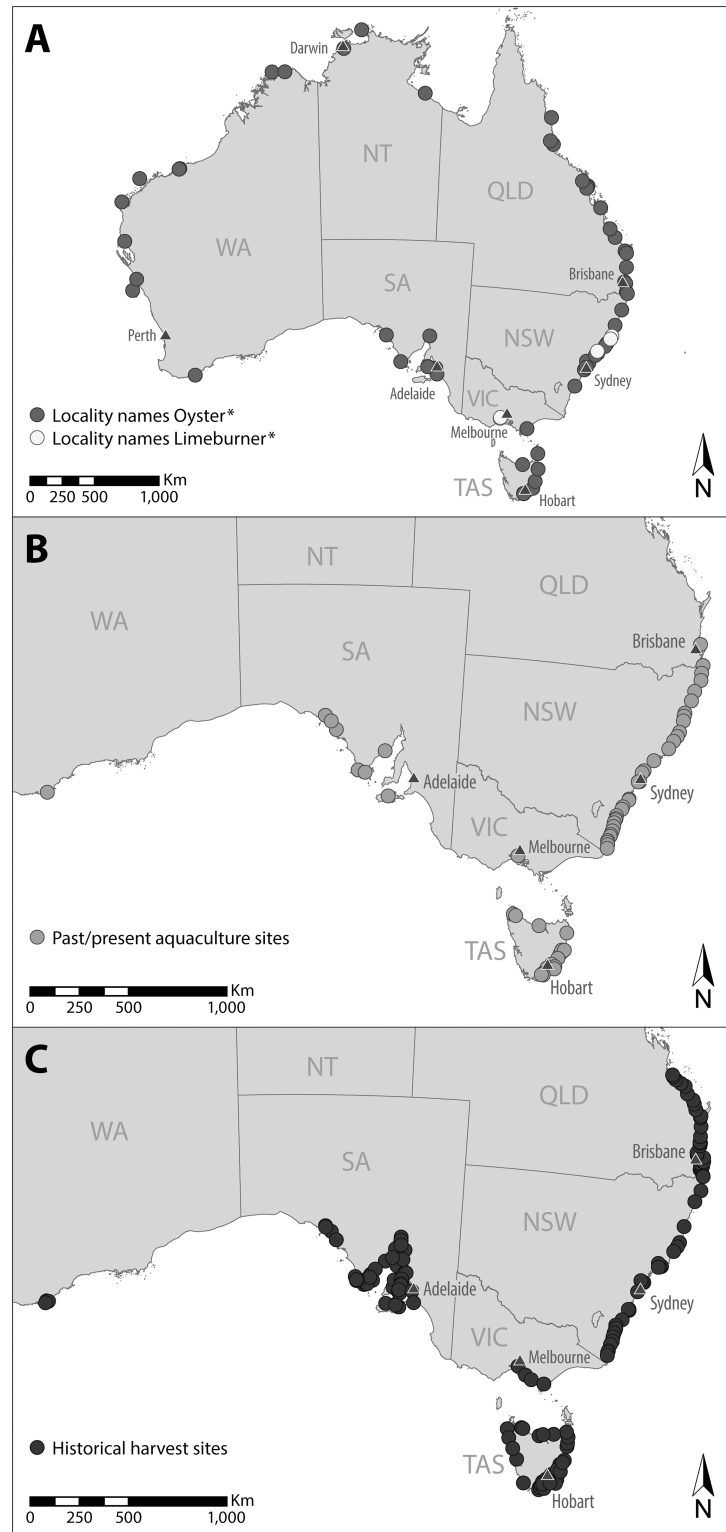 A
Darwin
NT
QLD
WA
Brisbane
SA
NSW
Perth
Sydney
Adelaide
VIC
Locality names Oyster*
Locality names Limeburner*
Melbourne
Km
0 250 500 1,000
TAS
Hobart
N
B
NT
QLD
WA
Brisbane
SA
NSW
Adelaide
Sydney
VIC
Melbourne
Past/present aquaculture sites
TAS
Hobart
Km
0 250 500 1,000
N
C
NT
QLD
WA
Brisbane
SA
NSW
Adelaide
Sydney
VIC
Melbourne
Historical harvest sites
TAS
Hobart
Km
0 250 500 1,000
N